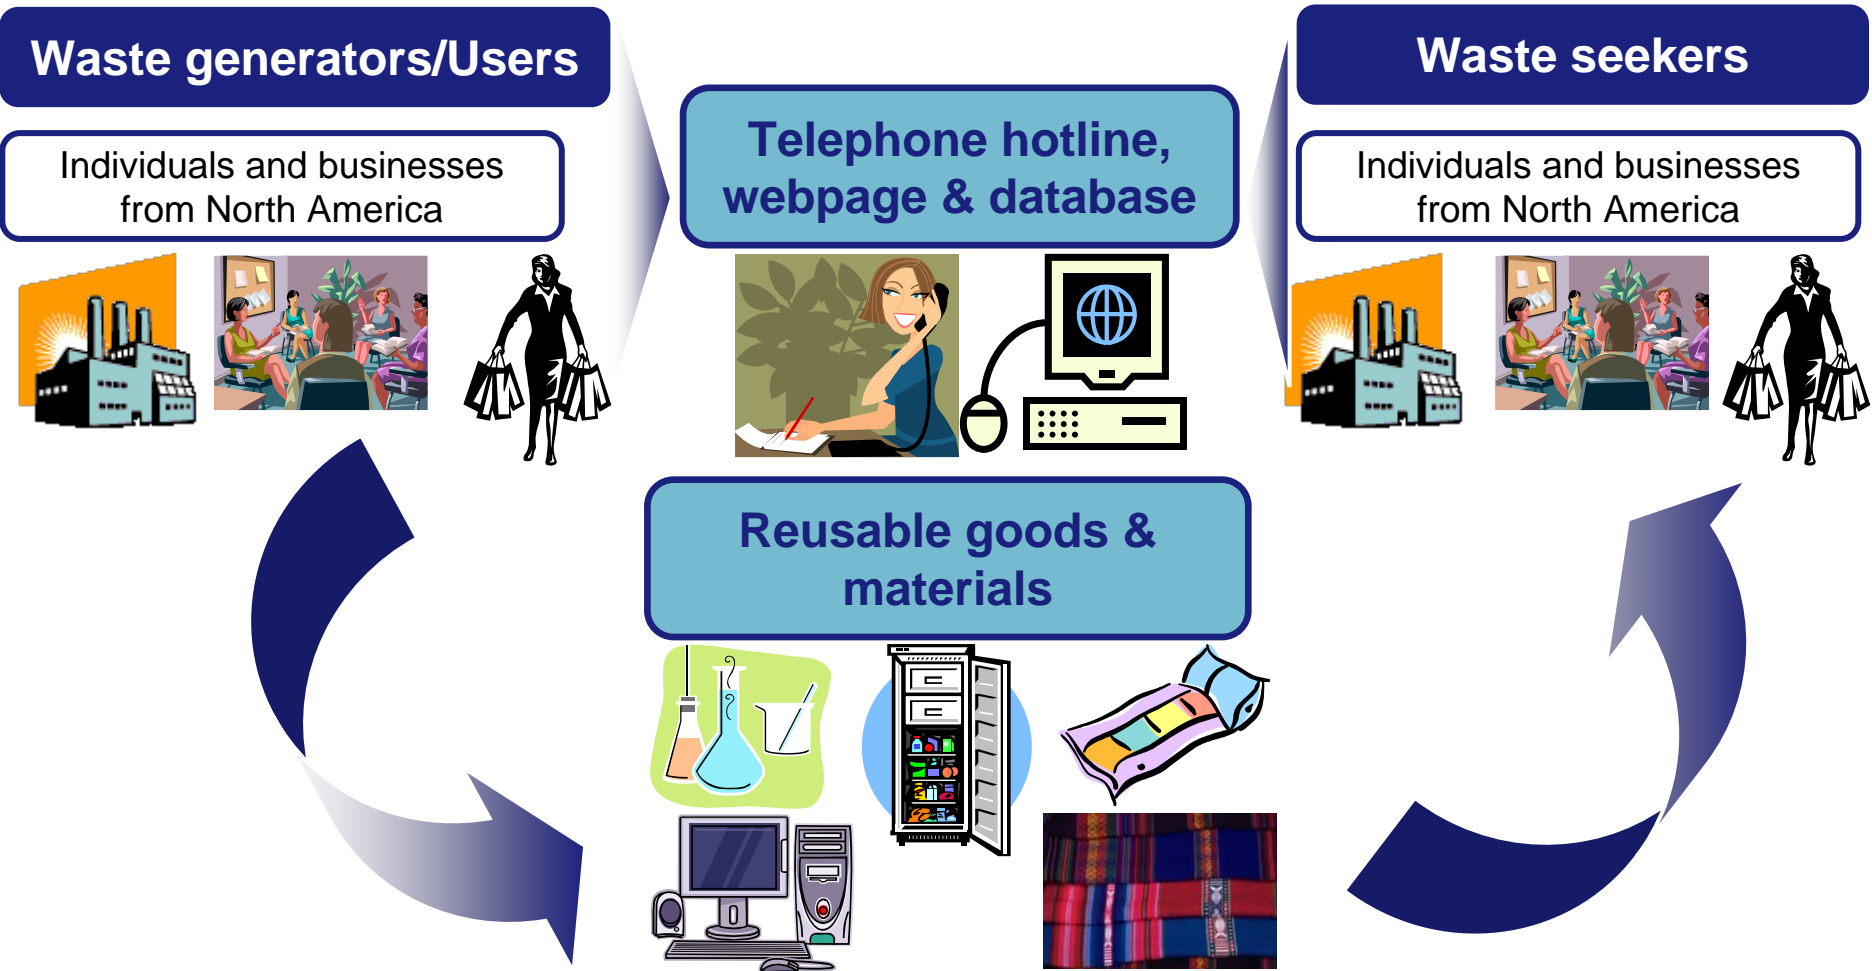 Waste generators/Users
Individuals and businesses
from North America
Telephone hotline,
webpage & database
Waste seekers
Individuals and businesses
from North America
Reusable goods &
materials